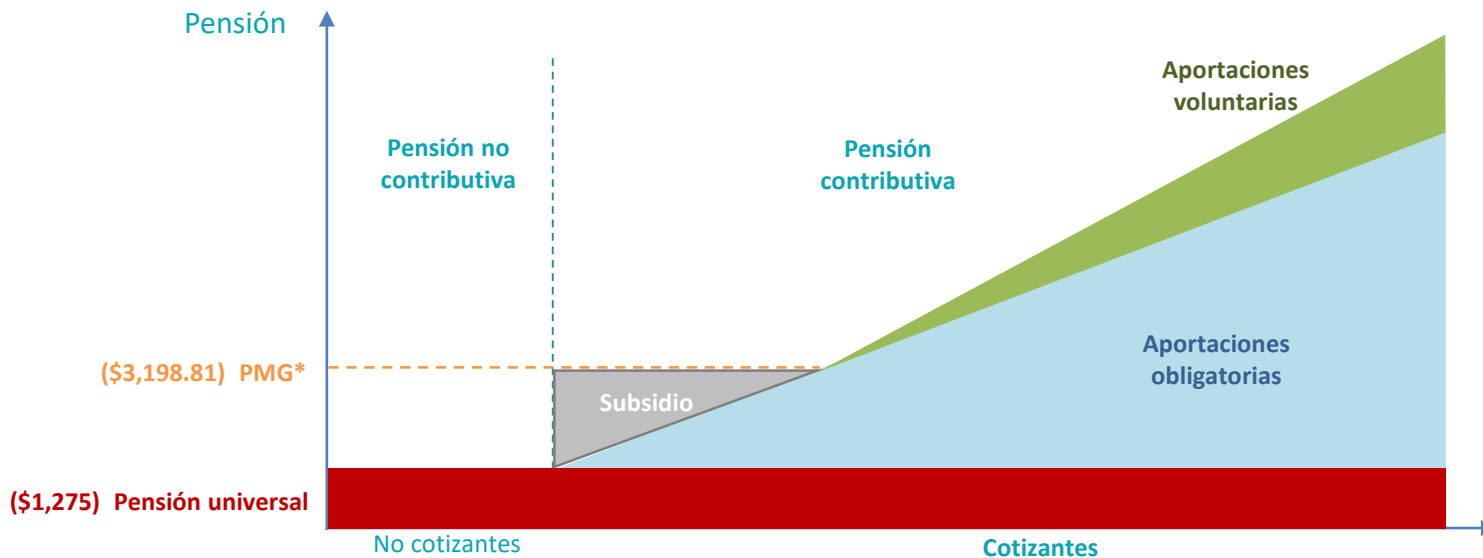 Pensión
Aportaciones
voluntarias
Pensión no
contributiva
Pensión
contributiva
Aportaciones
obligatorias
($3,198.81) PMG*
Subsidio
($1,275) Pensión universal
No cotizantes
Cotizantes